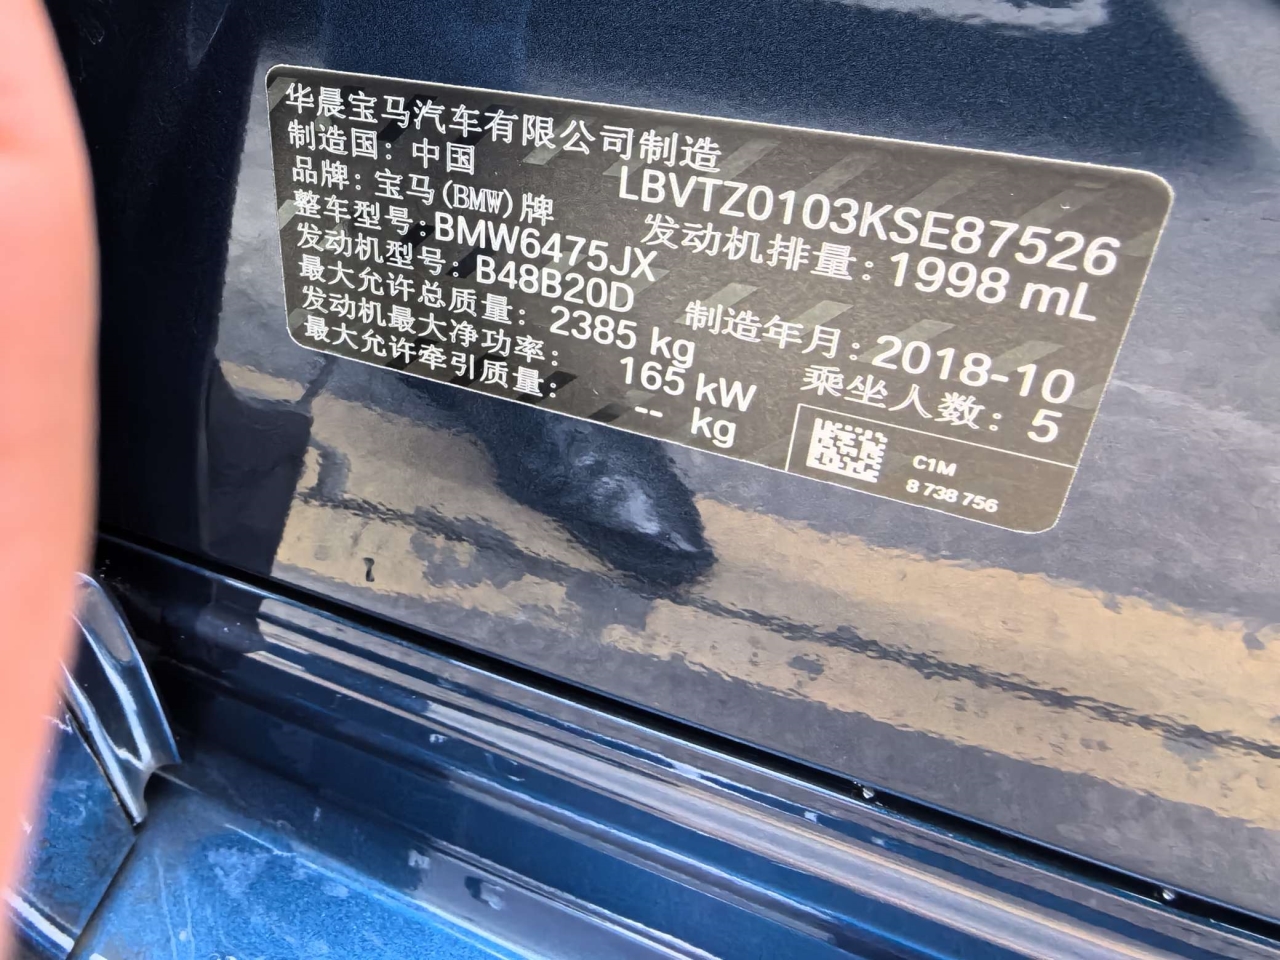 华晨宝马汽车有限公司制造
制造国：中国
LBVTZ0103KSE87526
品牌：宝马(BMW)牌
发动机排量：1998 mL
整车型号：BMW6475JX
发动机型号：B48B20D
制造年月：2018-10
最大允许总质量：2385 kg
乘坐人数：5
发动机最大净功率：165 kW
最大允许牵引质量：-- kg
C1M
8 738 756